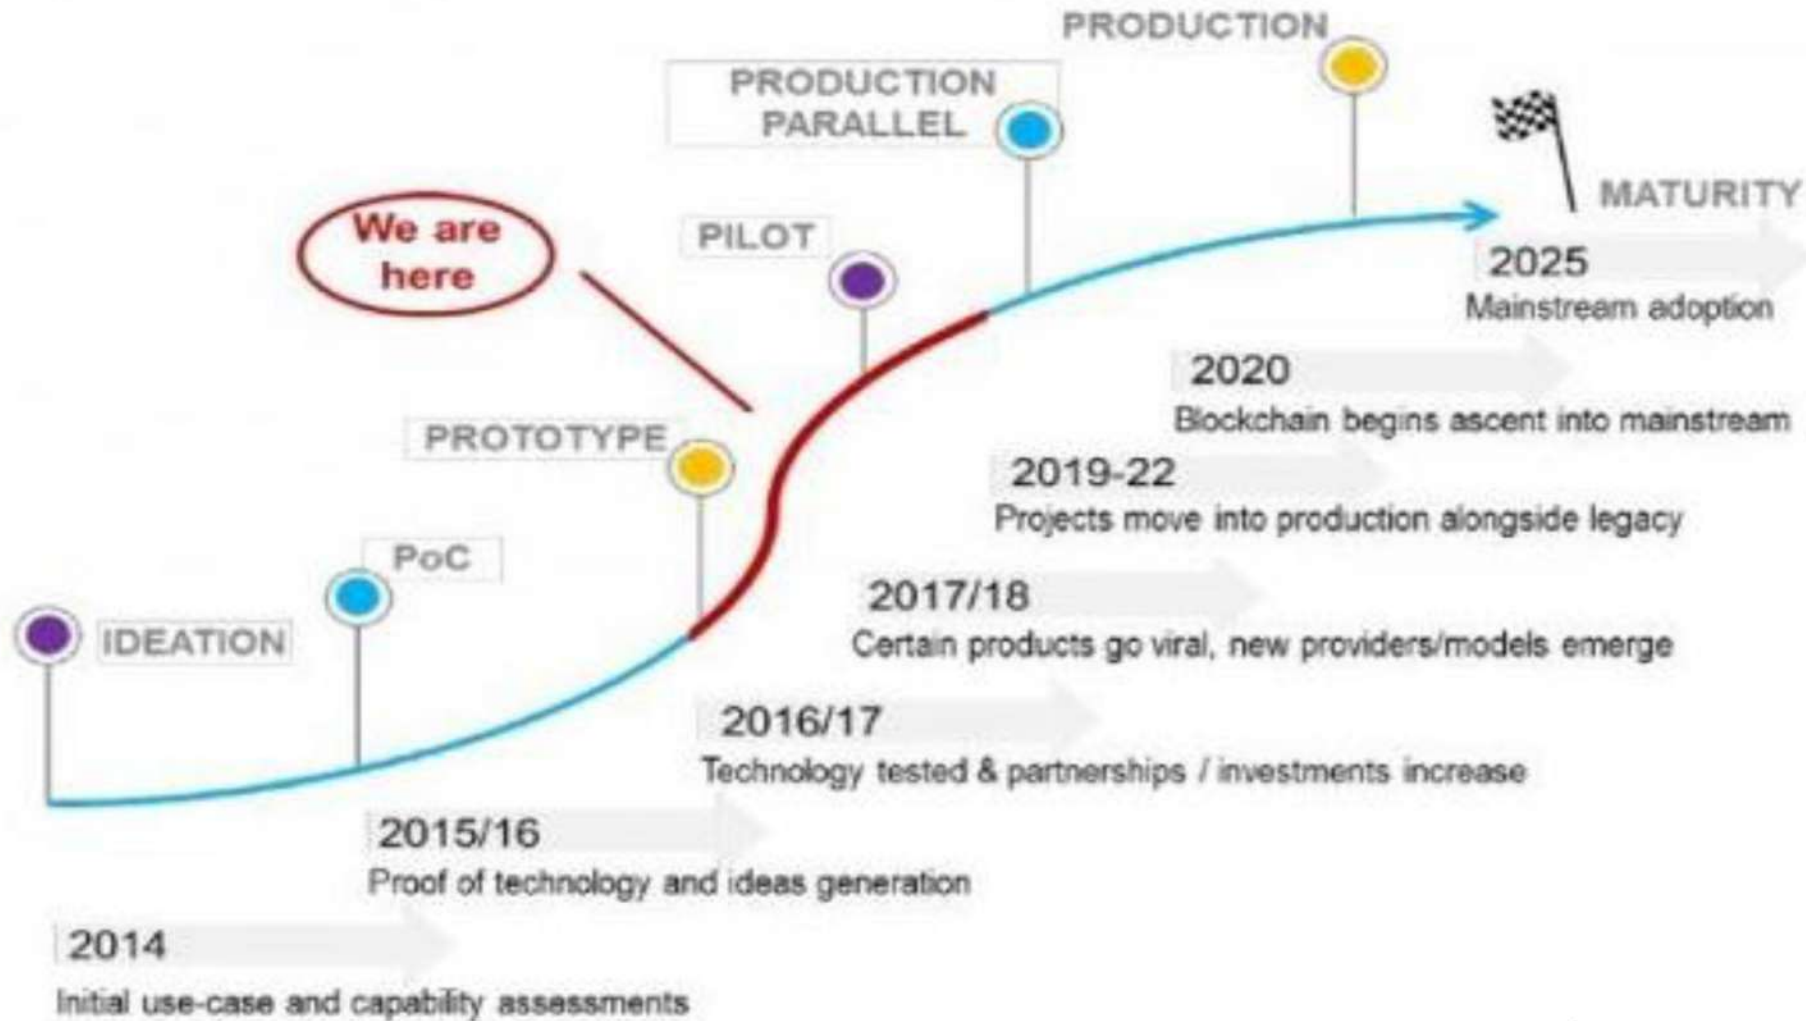 PRODUCTION
PRODUCTION
PARALLEL
MATURITY
We are
here
PILOT
2025
Mainstream adoption
2020
Blockchain begins ascent into mainstream
PROTOTYPE
2019-22
Projects move into production alongside legacy
PoC
2017/18
Certain products go viral, new providers/models emerge
IDEATION
2016/17
Technology tested & partnerships / investments increase
2015/16
Proof of technology and ideas generation
2014
Initial use-case and capability assessments